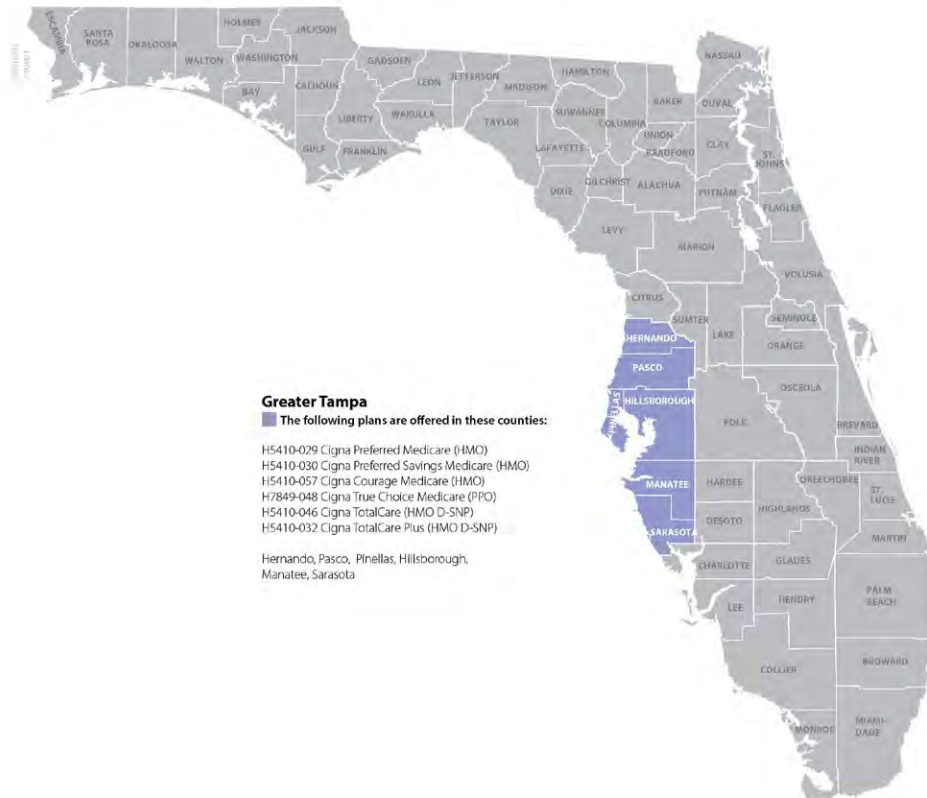 ESCAMBIA
SANTA
ROSA
OKALOOSA
WALTON
HOLMES
WASHINGTON
JACKSON
BAY
CALHOUN
GULF
LIBERTY
GADSDEN
FRANKLIN
LEON
WAKULLA
JEFFERSON
MADISON
TAYLOR
HAMILTON
SUWANNEE
LAFAYETTE
DIXIE
COLUMBIA
GILCHRIST
BAKER
UNION
BRADFORD
ALACHUA
NASSAU
DUVAL
CLAY
ST.
JOHNS
PUTNAM
FLAGLER
LEVY
MARION
VOLUSIA
CITRUS
SUMTER
LAKE
SEMINOLE
ORANGE
HERNANDO
PASCO
PINELLAS
HILLSBOROUGH
POLK
OSCEOLA
BREVARD
INDIAN
RIVER
MANATEE
HARDEE
HIGHLANDS
OKEECHOBEE
ST.
LUCIE
SARASOTA
DESOTO
MARTIN
CHARLOTTE
GLADES
LEE
HENDRY
PALM
BEACH
COLLIER
BROWARD
MONROE
MIAMI-
DADE
Greater Tampa
The following plans are offered in these counties:
H5410-029 Cigna Preferred Medicare (HMO)
H5410-030 Cigna Preferred Savings Medicare (HMO)
H5410-057 Cigna Courage Medicare (HMO)
H7849-048 Cigna True Choice Medicare (PPO)
H5410-046 Cigna TotalCare (HMO D-SNP)
H5410-032 Cigna TotalCare Plus (HMO D-SNP)
Hernando, Pasco, Pinellas, Hillsborough,
Manatee, Sarasota